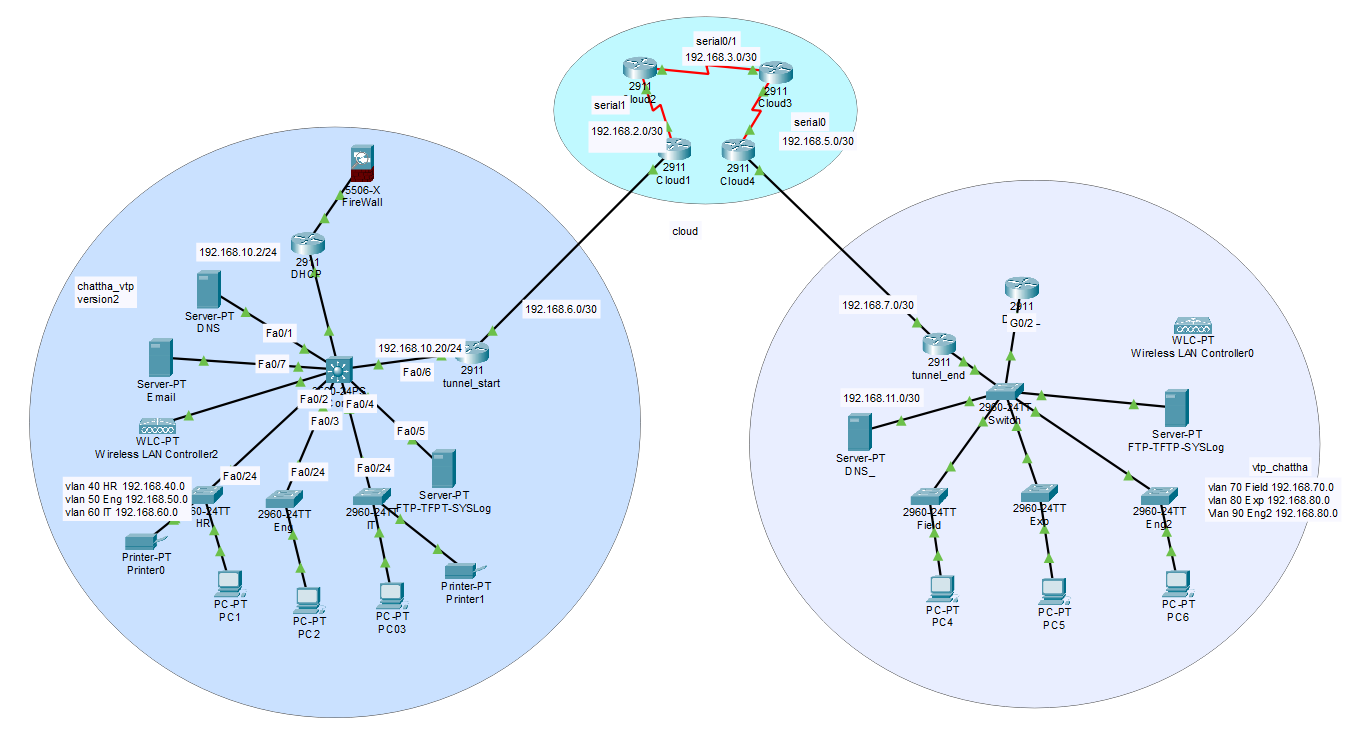 serial0/1
192.168.3.0/30
2911
Cloud2
2911
Cloud3
serial1
192.168.2.0/30
serial0
192.168.5.0/30
2911
Cloud1
2911
Cloud4
cloud
5506-X
FireWall
192.168.10.2/24
2911
DHCP
chattha_vtp
version2
Server-PT
DNS
Fa0/1
192.168.6.0/30
192.168.10.20/24
Fa0/7
Fa0/6
2911
tunnel_start
Server-PT
Email
Fa0/2
Fa0/4
Fa0/3
Fa0/5
WLC-PT
Wireless LAN Controller2
Fa0/24
Fa0/24
Fa0/24
vlan 40 HR 192.168.40.0
vlan 50 Eng 192.168.50.0
vlan 60 IT 192.168.60.0
HR
2960-24TT
Eng
2960-24TT
IT
Server-PT
FTP-TFPT-SYSLog
Printer-PT
Printer0
Printer-PT
Printer1
PC-PT
PC1
PC-PT
PC2
PC-PT
PC03
192.168.7.0/30
2911
G0/2 -
WLC-PT
Wireless LAN Controller0
2911
tunnel_end
192.168.11.0/30
2960-24TT
Switch
Server-PT
DNS_
Server-PT
FTP-TFTP-SYSLog
vtp_chattha
vlan 70 Field 192.168.70.0
vlan 80 Exp 192.168.80.0
Vlan 90 Eng2 192.168.80.0
2960-24TT
Field
2960-24TT
Exp
2960-24TT
Eng2
PC-PT
PC4
PC-PT
PC5
PC-PT
PC6